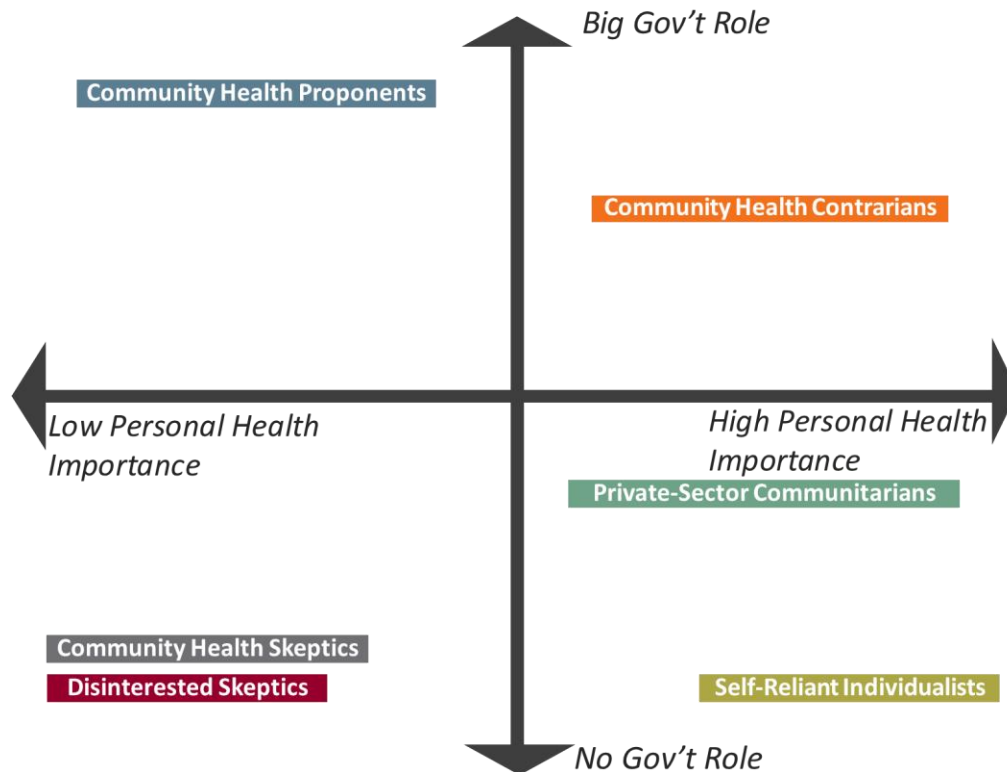 Big Gov't Role
Community Health Proponents
Community Health Contrarians
Low Personal Health
Importance
High Personal Health
Importance
Private-Sector Communitarians
Community Health Skeptics
Disinterested Skeptics
Self-Reliant Individualists
No Gov't Role